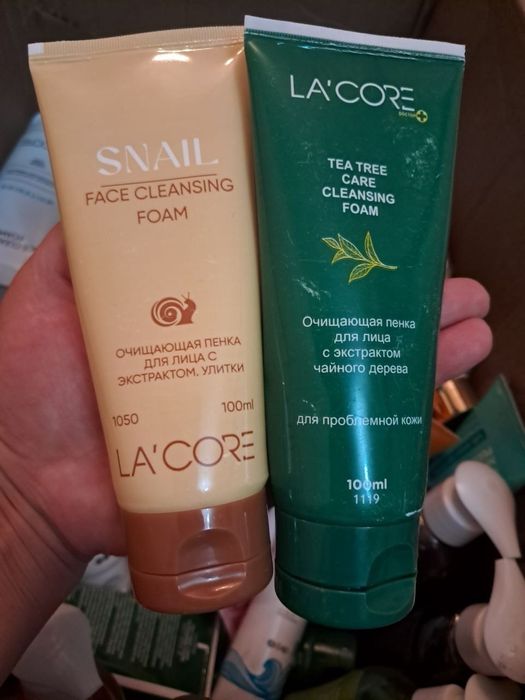 SNAIL
FACE CLEANSING
FOAM
ОЧИЩАЮЩАЯ ПЕНКА
ДЛЯ ЛИЦА С
ЭКСТРАКТОМ, УЛИТКИ
1050
100ml
LA'CORE
LA'CORE
DOCTOR
TEA TREE
CARE
CLEANSING
FOAM
Очищающая пенка
для лица
с экстрактом
чайного дерева
для проблемной кожи
100ml
1119